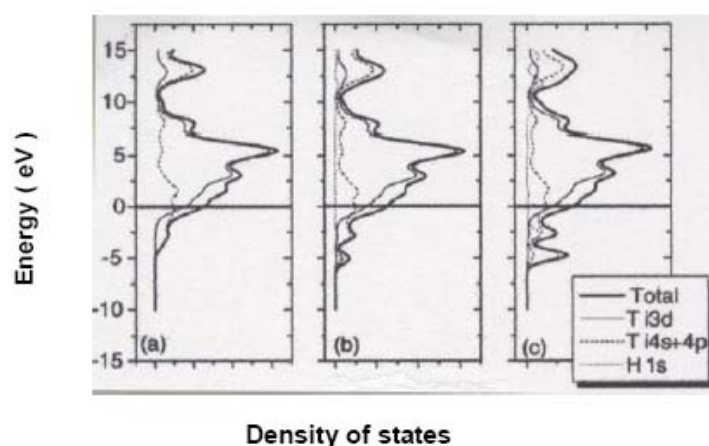 Energy ( eV )
15
10
5
0
-5
-10
-15
(a)
(b)
(c)
Total
T i3d
T i4s+4p
H 1s
Density of states